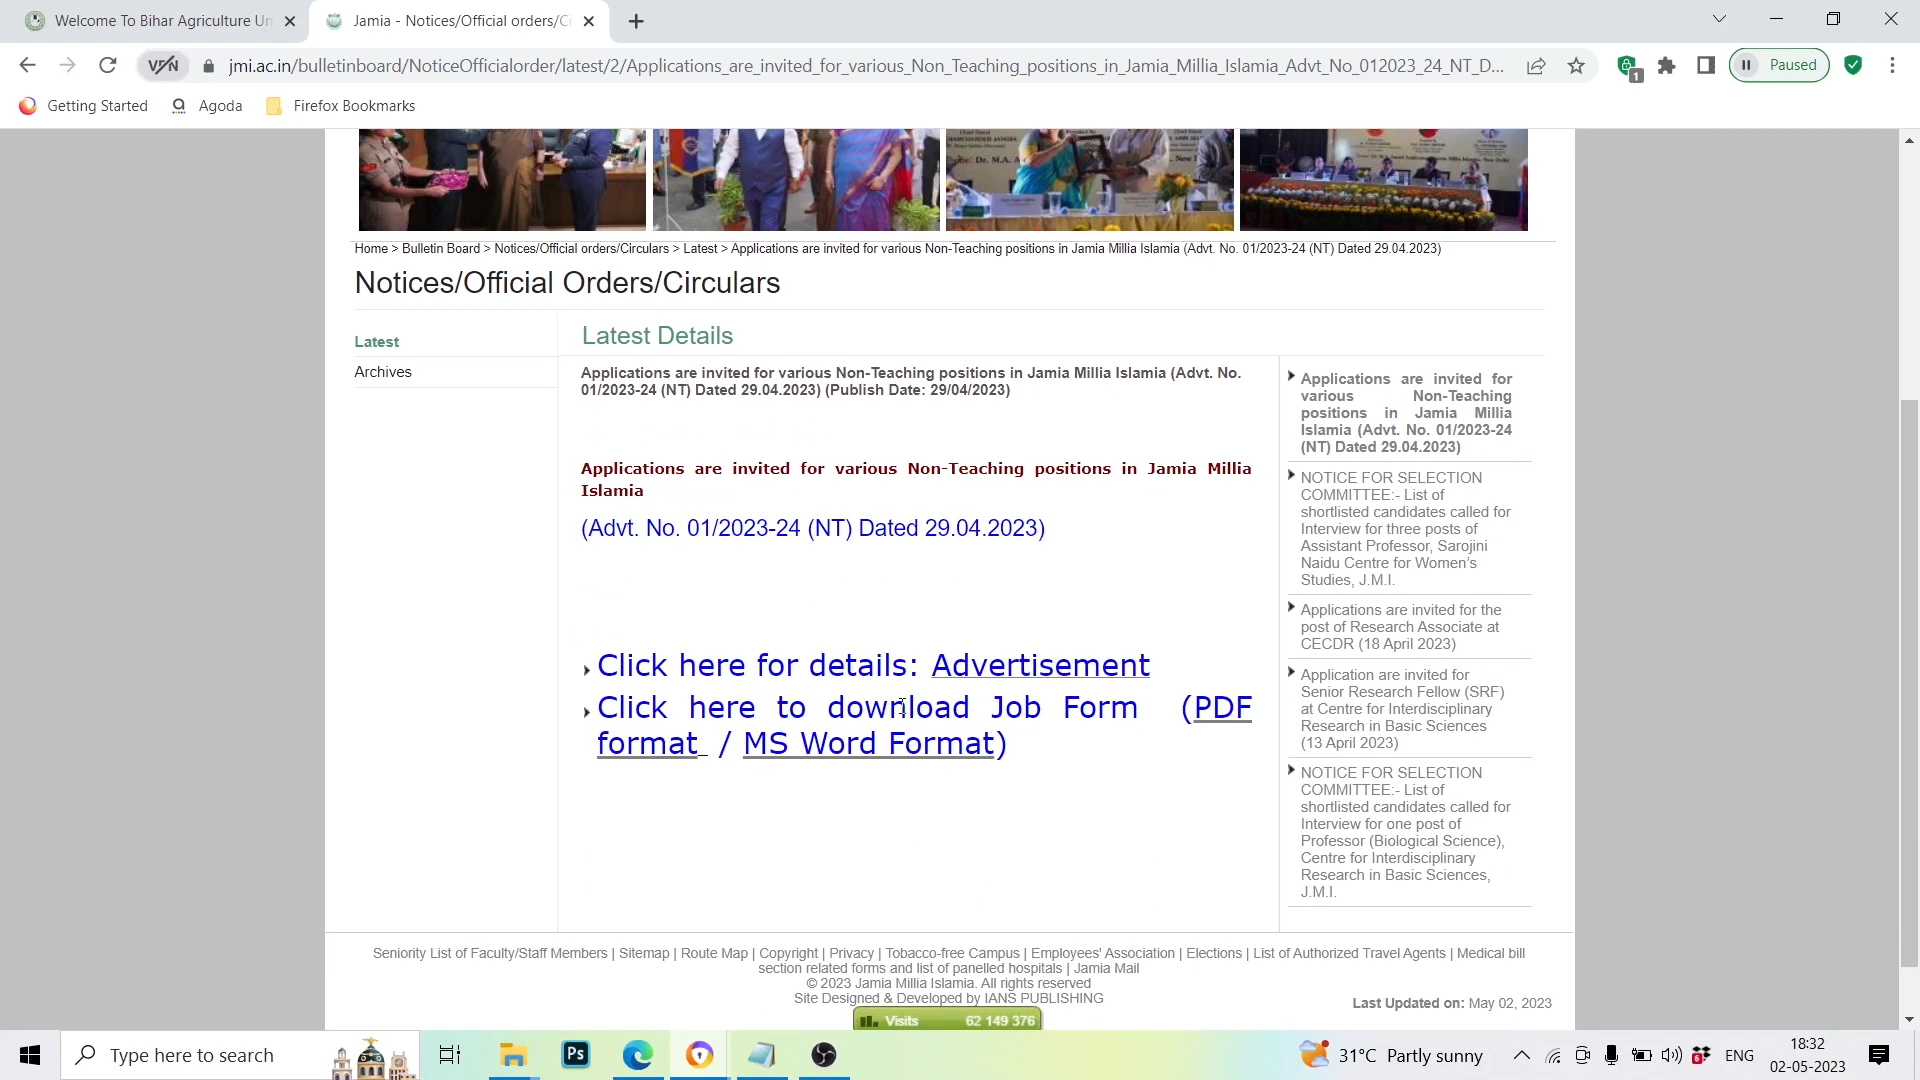 Welcome To Bihar Agriculture Un
Jamia - Notices/Official orders/C
VPN
jmi.ac.in/bulletinboard/NoticeOfficialorder/latest/2/Applications_are_invited_for_various_Non_Teaching_positions_in_Jamia_Millia_Islamia_Advt_No_012023_24_NT_D...
1
Paused
Getting Started
Agoda
Firefox Bookmarks
Home > Bulletin Board > Notices/Official orders/Circulars > Latest > Applications are invited for various Non-Teaching positions in Jamia Millia Islamia (Advt. No. 01/2023-24 (NT) Dated 29.04.2023)
Notices/Official Orders/Circulars
Latest
Archives
Latest Details
Applications are invited for various Non-Teaching positions in Jamia Millia Islamia (Advt. No.
01/2023-24 (NT) Dated 29.04.2023) (Publish Date: 29/04/2023)
Applications are invited for various Non-Teaching positions in Jamia Millia
Islamia
(Advt. No. 01/2023-24 (NT) Dated 29.04.2023)
Click here for details: Advertisement
Click here to download Job Form (PDF
format / MS Word Format)
Applications are invited for
various Non-Teaching
positions in Jamia Millia
Islamia (Advt. No. 01/2023-24
(NT) Dated 29.04.2023)
NOTICE FOR SELECTION
COMMITTEE:- List of
shortlisted candidates called for
Interview for three posts of
Assistant Professor, Sarojini
Naidu Centre for Women's
Studies, J.M.I.
Applications are invited for the
post of Research Associate at
CECDR (18 April 2023)
Application are invited for
Senior Research Fellow (SRF)
at Centre for Interdisciplinary
Research in Basic Sciences
(13 April 2023)
NOTICE FOR SELECTION
COMMITTEE:- List of
shortlisted candidates called for
Interview for one post of
Professor (Biological Science),
Centre for Interdisciplinary
Research in Basic Sciences,
J.M.I.
Seniority List of Faculty/Staff Members | Sitemap | Route Map | Copyright | Privacy | Tobacco-free Campus | Employees' Association | Elections | List of Authorized Travel Agents | Medical bill
section related forms and list of panelled hospitals | Jamia Mail
© 2023 Jamia Millia Islamia. All rights reserved
Site Designed & Developed by IANS PUBLISHING
Last Updated on: May 02, 2023
Visits 62 149 376
Type here to search
Ps
31°C Partly sunny
ENG
18:32
02-05-2023